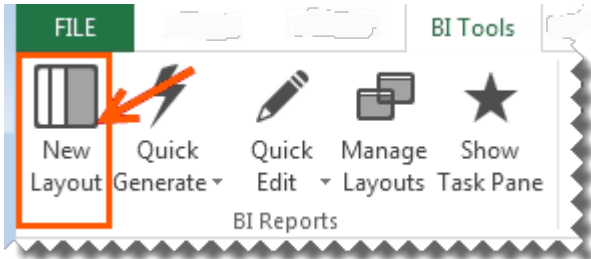 FILE
BI Tools
New Layout
Quick Generate
Quick Edit
Manage Layouts
Show Task Pane
BI Reports